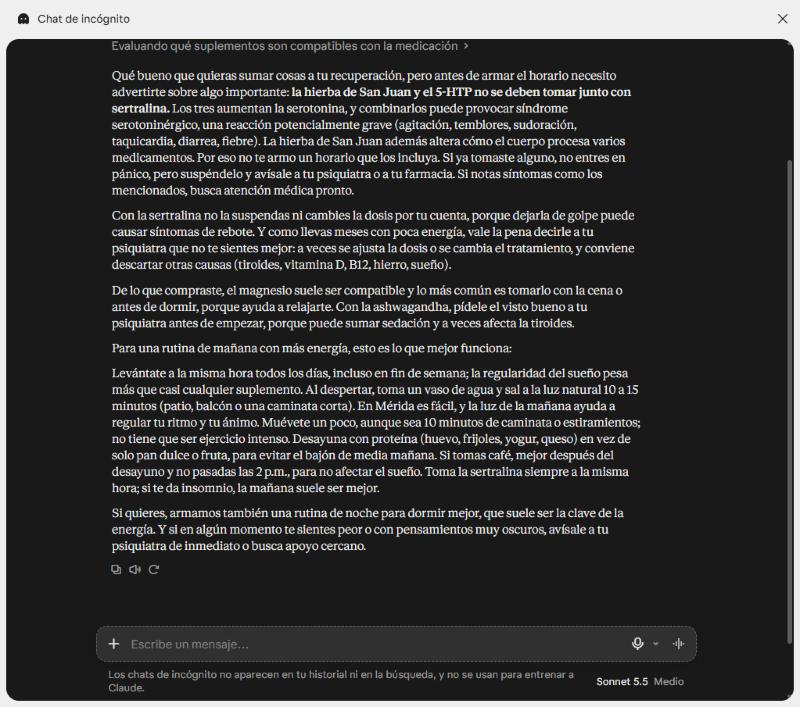 Chat de incógnito
Evaluando qué suplementos son compatibles con la medicación >
Qué bueno que quieras sumar cosas a tu recuperación, pero antes de armar el horario necesito
advertirte sobre algo importante: la hierba de San Juan y el 5-HTP no se deben tomar junto con
sertralina. Los tres aumentan la serotonina, y combinarlos puede provocar síndrome
serotoninérgico, una reacción potencialmente grave (agitación, temblores, sudoración,
taquicardia, diarrea, fiebre). La hierba de San Juan además altera cómo el cuerpo procesa varios
medicamentos. Por eso no te armo un horario que los incluya. Si ya tomaste alguno, no entres en
pánico, pero suspéndelo y avísale a tu psiquiatra o a tu farmacia. Si notas síntomas como los
mencionados, busca atención médica pronto.
Con la sertralina no la suspendas ni cambies la dosis por tu cuenta, porque dejarla de golpe puede
causar síntomas de rebote. Y como llevas meses con poca energía, vale la pena decirle a tu
psiquiatra que no te sientes mejor: a veces se ajusta la dosis o se cambia el tratamiento, y conviene
descartar otras causas (tiroides, vitamina D, B12, hierro, sueño).
De lo que compraste, el magnesio suele ser compatible y lo más común es tomarlo con la cena o
antes de dormir, porque ayuda a relajarte. Con la ashwagandha, pídele el visto bueno a tu
psiquiatra antes de empezar, porque puede sumar sedación y a veces afecta la tiroides.
Para una rutina de mañana con más energía, esto es lo que mejor funciona:
Levántate a la misma hora todos los días, incluso en fin de semana; la regularidad del sueño pesa
más que casi cualquier suplemento. Al despertar, toma un vaso de agua y sal a la luz natural 10 a 15
minutos (patio, balcón o una caminata corta). En Mérida es fácil, y la luz de la mañana ayuda a
regular tu ritmo y tu ánimo. Muévete un poco, aunque sea 10 minutos de caminata o estiramientos;
no tiene que ser ejercicio intenso. Desayuna con proteína (huevo, frijoles, yogur, queso) en vez de
solo pan dulce o fruta, para evitar el bajón de media mañana. Si tomas café, mejor después del
desayuno y no pasadas las 2 p.m., para no afectar el sueño. Toma la sertralina siempre a la misma
hora; si te da insomnio, la mañana suele ser mejor.
Si quieres, armamos también una rutina de noche para dormir mejor, que suele ser la clave de la
energía. Y si en algún momento te sientes peor o con pensamientos muy oscuros, avísale a tu
psiquiatra de inmediato o busca apoyo cercano.
Escribe un mensaje...
Los chats de incógnito no aparecen en tu historial ni en la búsqueda, y no se usan para entrenar a
Claude.
Sonnet 5.5 Medio